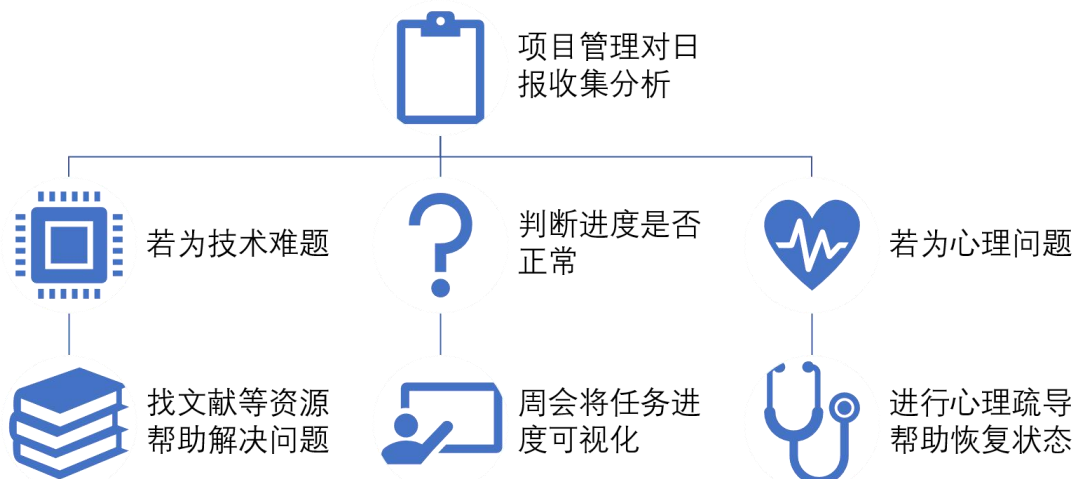 项目管理对日
报收集分析
若为技术难题
判断进度是否
正常
若为心理问题
找文献等资源
帮助解决问题
周会将任务进
度可视化
进行心理疏导
帮助恢复状态